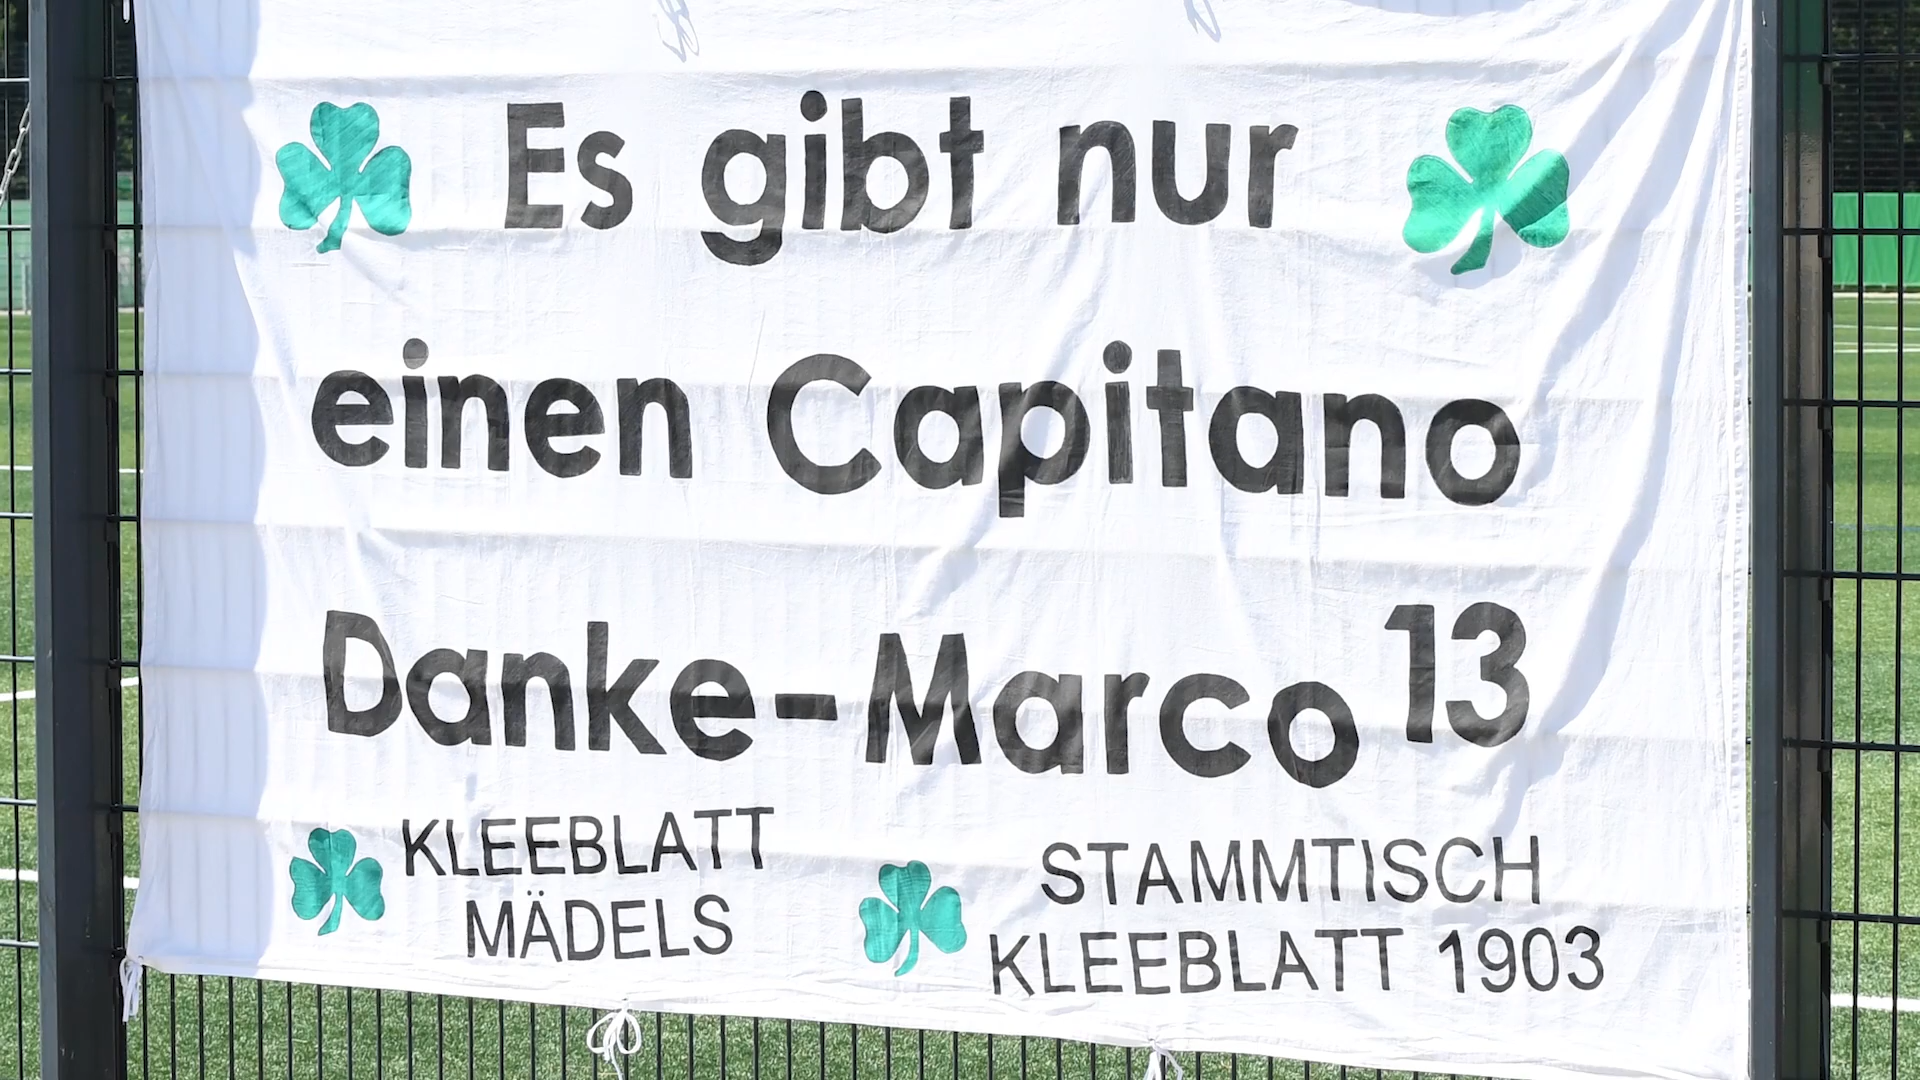 Es gibt nur
einen Capitano
Danke-Marco 13
KLEEBLATT
MÄDELS
STAMMTISCH
KLEEBLATT 1903